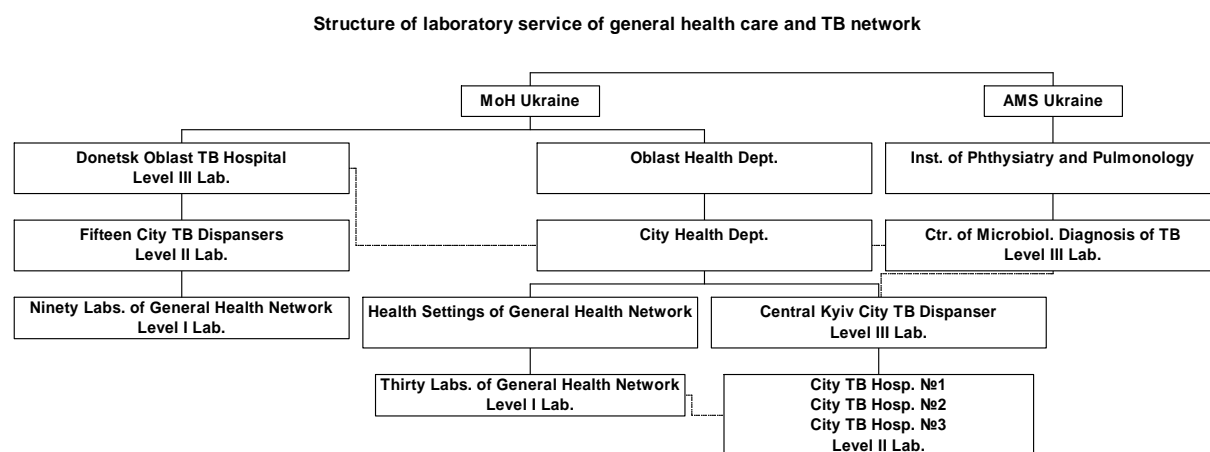 Structure of laboratory service of general health care and TB network
MoH Ukraine
AMS Ukraine
Donetsk Oblast TB Hospital
Level III Lab.
Oblast Health Dept.
Inst. of Phthysiatry and Pulmonology
Fifteen City TB Dispansers
Level II Lab.
City Health Dept.
Ctr. of Microbiol. Diagnosis of TB
Level III Lab.
Ninety Labs. of General Health Network
Level I Lab.
Health Settings of General Health Network
Central Kyiv City TB Dispanser
Level III Lab.
Thirty Labs. of General Health Network
Level I Lab.
City TB Hosp. №1
City TB Hosp. №2
City TB Hosp. №3
Level II Lab.